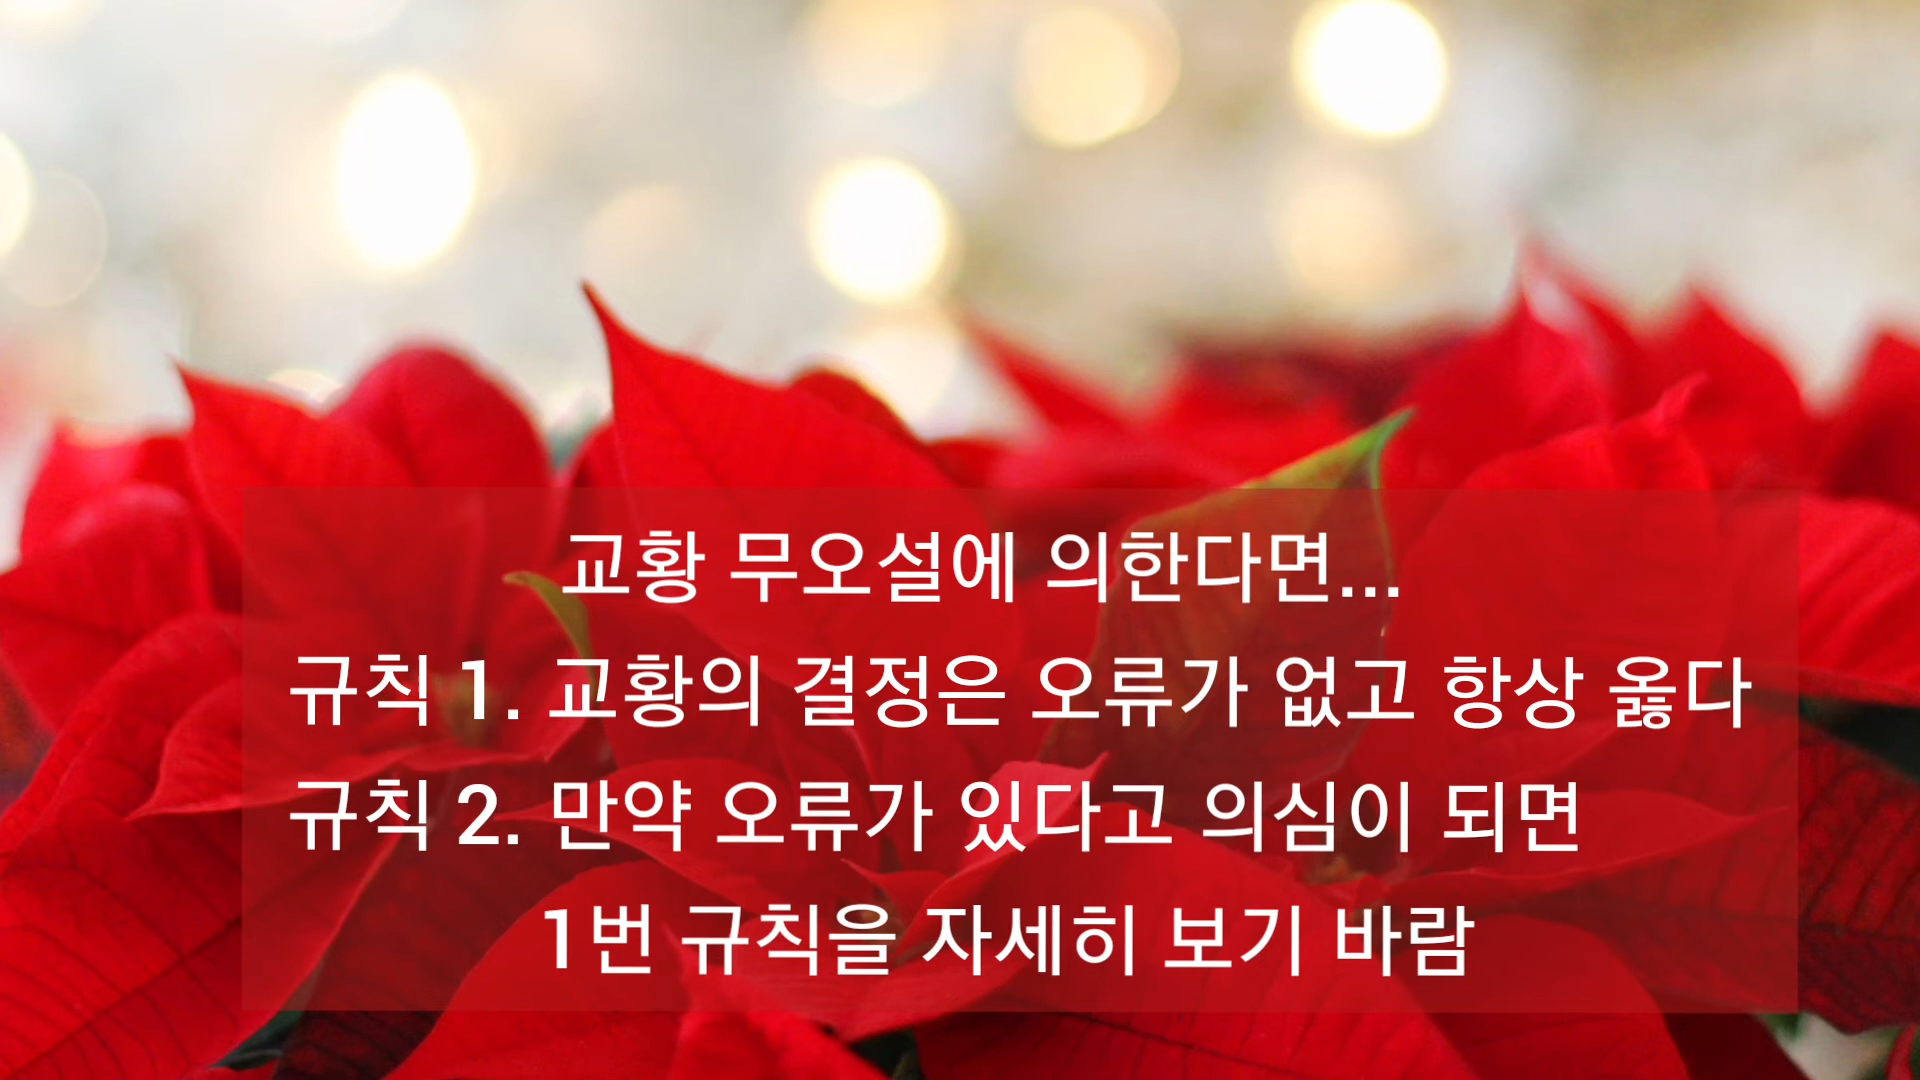 교황 무오설에 의한다면...
규칙 1. 교황의 결정은 오류가 없고 항상 옳다
규칙 2. 만약 오류가 있다고 의심이 되면
1번 규칙을 자세히 보기 바람